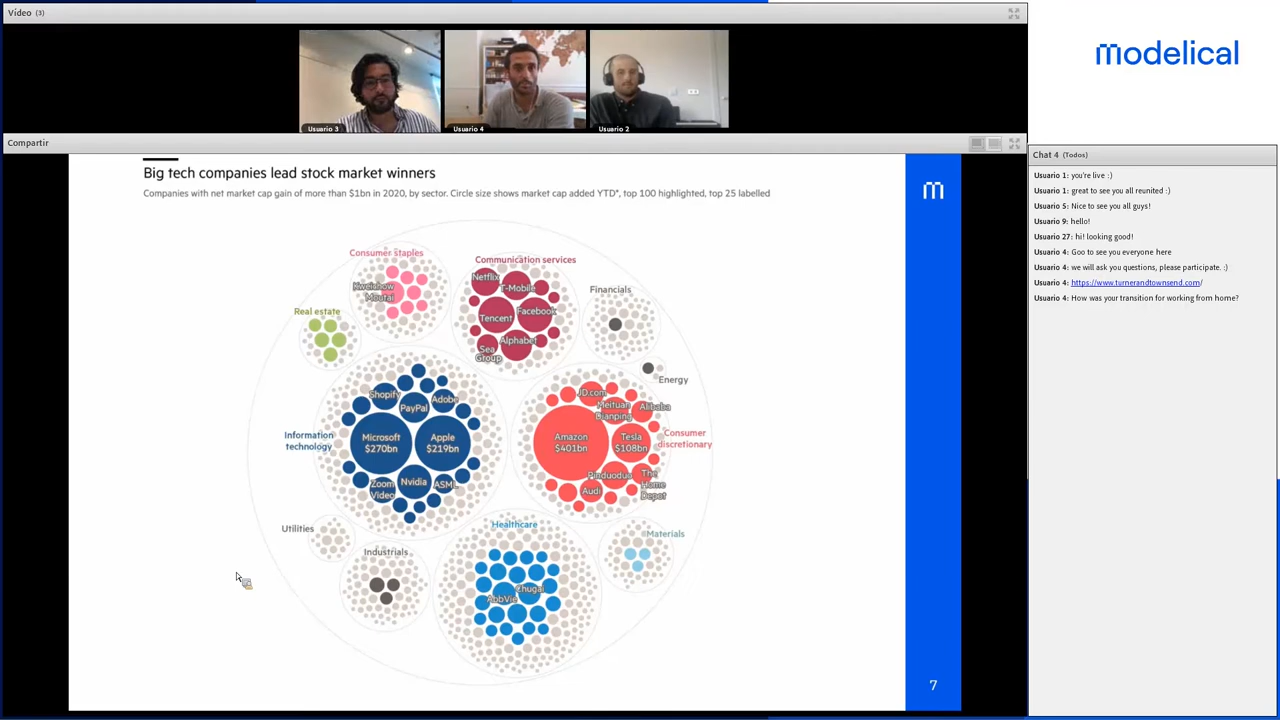 Vídeo (3)
modelical
Usuario 3
Usuario 4
Usuario 2
Compartir
Big tech companies lead stock market winners
Companies with net market cap gain of more than $1bn in 2020, by sector. Circle size shows market cap added YTD*, top 100 highlighted, top 25 labelled
Consumer staples
Kweichow
Moutai
Communication services
Netflix
T-Mobile
Tencent
Facebook
Alphabet
Sea
Group
Financials
Real estate
Energy
Information
technology
Shopify
PayPal
Adobe
Microsoft
$270bn
Apple
$219bn
Zoom
Video
Nvidia
ASML
JD.com
Meituan
Dianping
Alibaba
Amazon
$401bn
Tesla
$108bn
Consumer
discretionary
Pinduoduo
Audi
The
Home
Depot
Utilities
Industrials
Healthcare
AbbVie
Chugai
Materials
m
7
Chat 4 (Todos)
Usuario 1: you're live :)
Usuario 1: great to see you all reunited :)
Usuario 5: Nice to see you all guys!
Usuario 9: hello!
Usuario 27: hi! looking good!
Usuario 4: Goo to see you everyone here
Usuario 4: we will ask you questions, please participate. :)
Usuario 4: https://www.turnerandtownsend.com/
Usuario 4: How was your transition for working from home?